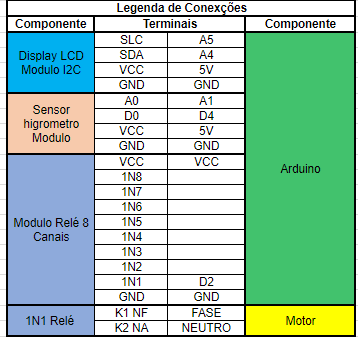 Legenda de Conexções
Componente Terminais Componente
Display LCD Modulo I2C
SLC A5
SDA A4
VCC 5V
GND GND
Sensor higrometro Modulo
A0 A1
D0 D4
VCC 5V
GND GND
Modulo Relé 8 Canais
VCC VCC
1N8
1N7
1N6
1N5
1N4
1N3
1N2
1N1 D2
GND GND
Arduino
1N1 Relé
K1 NF FASE
K2 NA NEUTRO
Motor